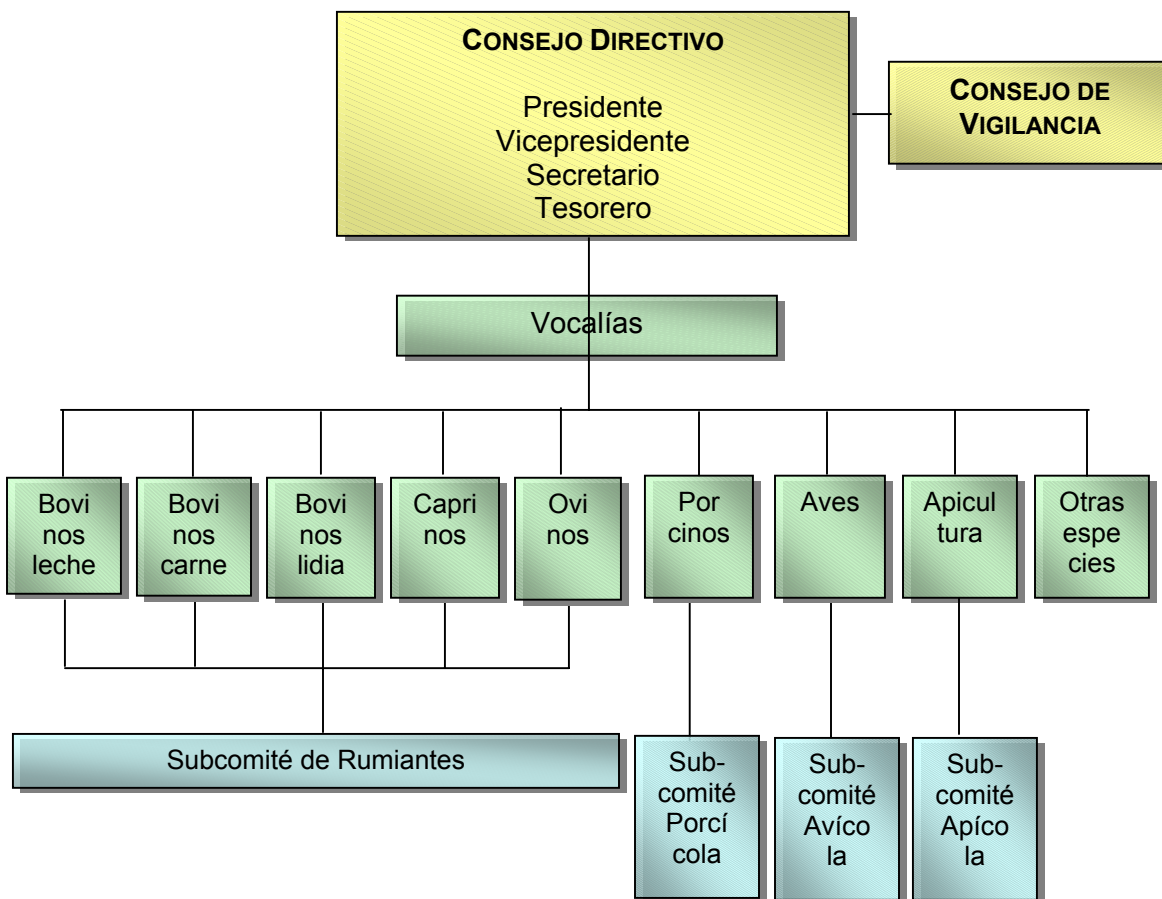 CONSEJO DIRECTIVO
Presidente
Vicepresidente
Secretario
Tesorero
CONSEJO DE
VIGILANCIA
Vocalías
Bovi
nos
leche
Bovi
nos
carne
Bovi
nos
lidia
Capri
nos
Ovi
nos
Por
cinos
Aves
Apicul
tura
Otras
espe
cies
Subcomité de Rumiantes
Sub-
comité
Porcí
cola
Sub-
comité
Avíco
la
Sub-
comité
Apíco
la